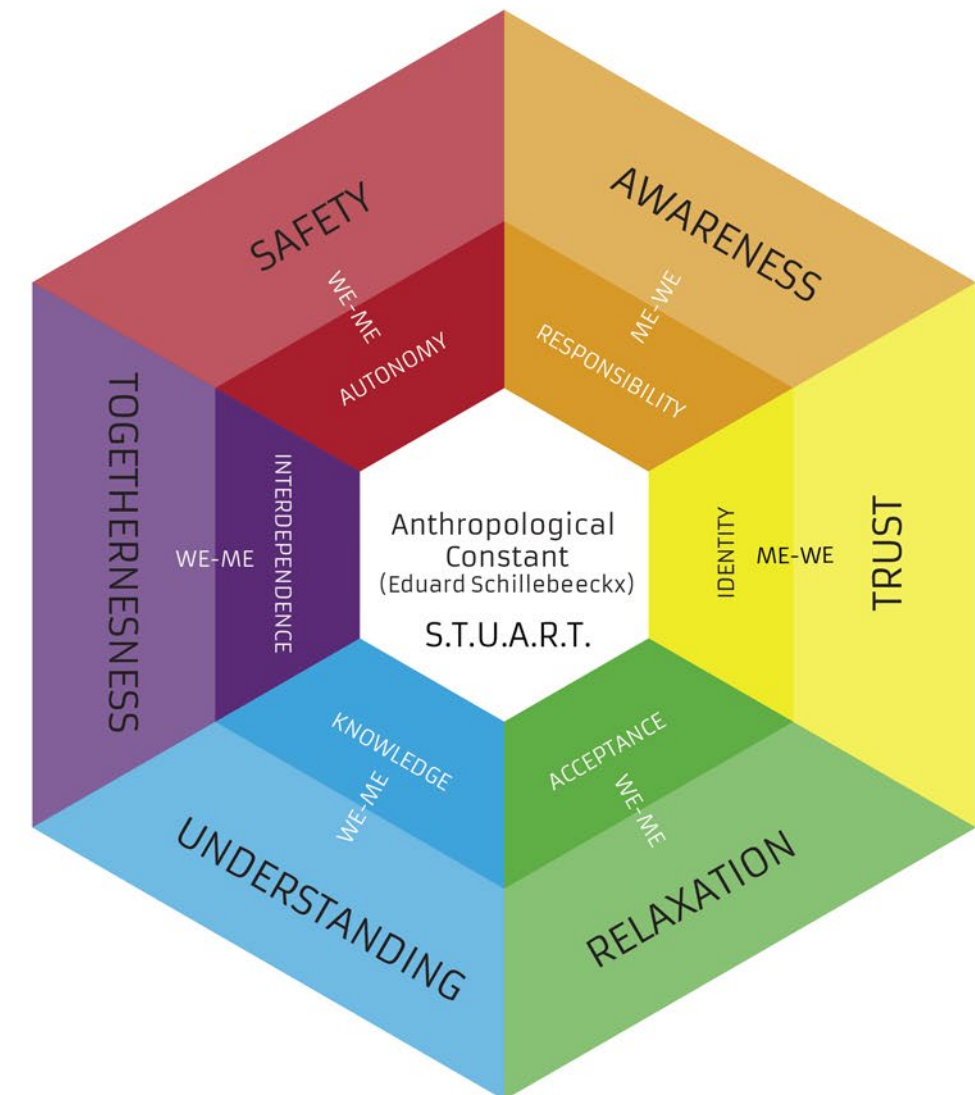 SAFETY
WE-ME
AUTONOMY
AWARENESS
ME-WE
RESPONSIBILITY
TOGETHERNESNESS
WE-ME
INTERDEPENDENCE
Anthropological
Constant
(Eduard Schillebeeckx)
S.T.U.A.R.T.
IDENTITY
ME-WE
TRUST
KNOWLEDGE
WE-ME
UNDERSTANDING
ACCEPTANCE
WE-ME
RELAXATION